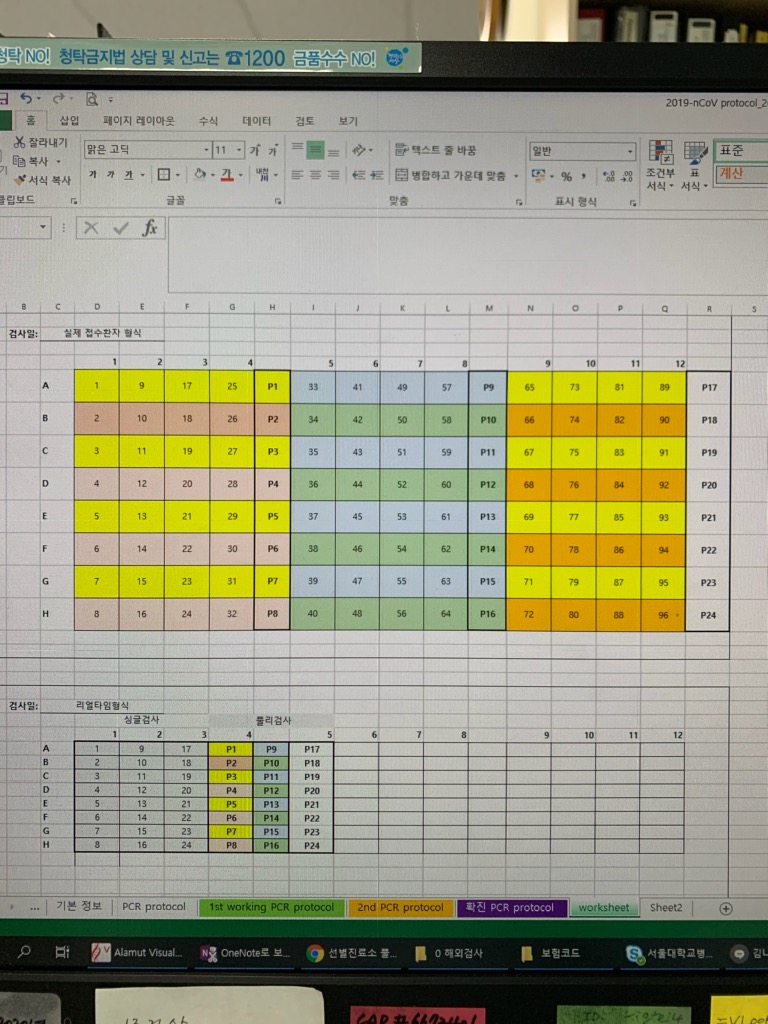 청탁 NO! 청탁금지법 상담 및 신고는 ☎1200 금품수수 NO!
2019-nCoV protocol_2
홈 삽입 페이지 레이아웃 수식 데이터 검토 보기
잘라내기
복사
서식 복사
클립보드
맑은 고딕 11 가 가
가 가 가 가 내천
글꼴
텍스트 줄 바꿈
병합하고 가운데 맞춤
맞춤
일반
% ,
표시 형식
조건부 서식
표 서식
표준
계산
fx
B C D E F G H I J K L M N O P Q R S
검사일: 실제 접수환자 형식
1 2 3 4 5 6 7 8 9 10 11 12
A 1 9 17 25 P1 33 41 49 57 P9 65 73 81 89 P17
B 2 10 18 26 P2 34 42 50 58 P10 66 74 82 90 P18
C 3 11 19 27 P3 35 43 51 59 P11 67 75 83 91 P19
D 4 12 20 28 P4 36 44 52 60 P12 68 76 84 92 P20
E 5 13 21 29 P5 37 45 53 61 P13 69 77 85 93 P21
F 6 14 22 30 P6 38 46 54 62 P14 70 78 86 94 P22
G 7 15 23 31 P7 39 47 55 63 P15 71 79 87 95 P23
H 8 16 24 32 P8 40 48 56 64 P16 72 80 88 96 P24
검사일: 리얼타임형식
싱글검사 풀리검사
1 2 3 4 5 6 7 8 9 10 11 12
A 1 9 17 P1 P9 P17
B 2 10 18 P2 P10 P18
C 3 11 19 P3 P11 P19
D 4 12 20 P4 P12 P20
E 5 13 21 P5 P13 P21
F 6 14 22 P6 P14 P22
G 7 15 23 P7 P15 P23
H 8 16 24 P8 P16 P24
... 기본 정보 PCR protocol 1st working PCR protocol 2nd PCR protocol 확진 PCR protocol worksheet Sheet2
Alamut Visual... OneNote로 보... 선별진료소 풀... 0 해외검사 보험코드 서울대학교병... 김나